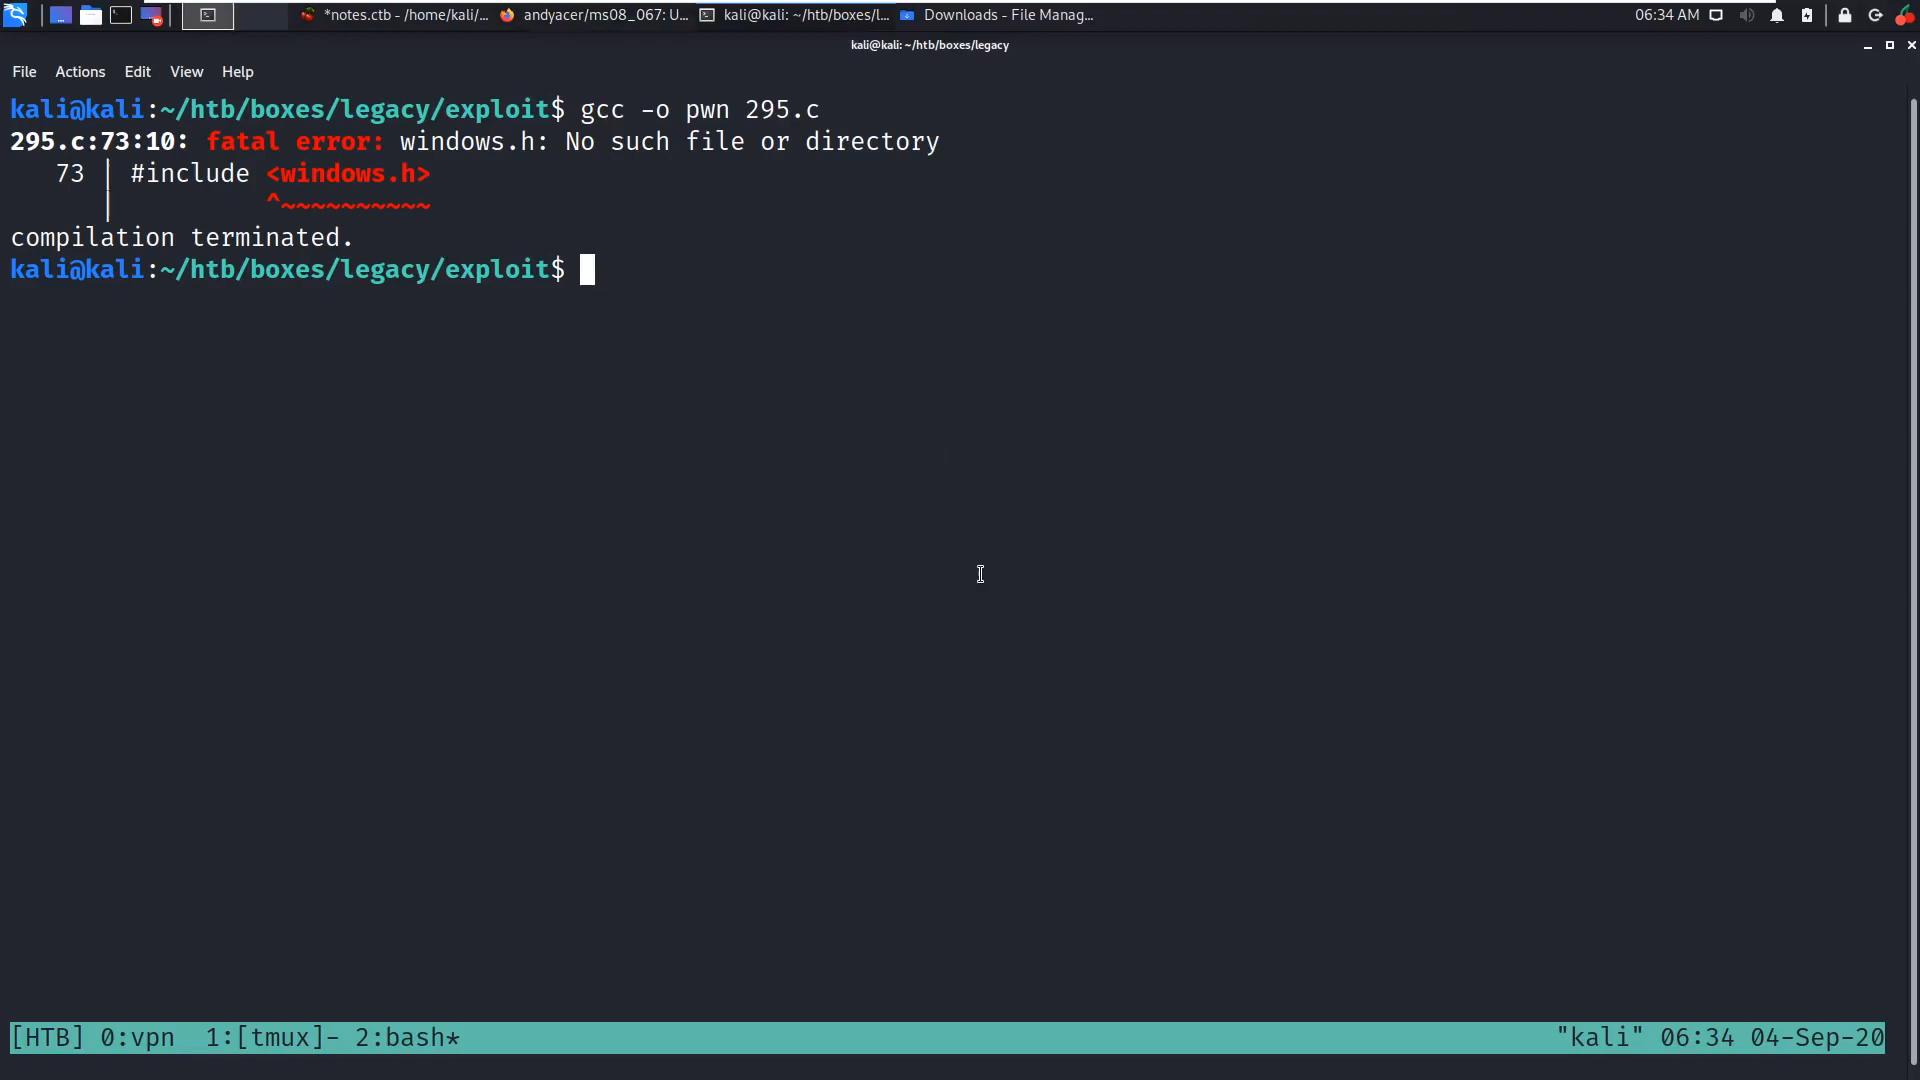 *notes.ctb - /home/kali/... andyacer/ms08_067: U... kali@kali: ~/htb/boxes/l... Downloads - File Manag... 06:34 AM
kali@kali: ~/htb/boxes/legacy
File Actions Edit View Help
kali@kali:~/htb/boxes/legacy/exploit$ gcc -o pwn 295.c
295.c:73:10: fatal error: windows.h: No such file or directory
73 | #include <windows.h>
| ^~~~~~~~~~~
compilation terminated.
kali@kali:~/htb/boxes/legacy/exploit$
[HTB] 0:vpn 1:[tmux]- 2:bash* "kali" 06:34 04-Sep-20